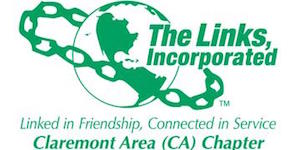 The Links,
Incorporated
TM
Linked in Friendship, Connected in Service
Claremont Area (CA) Chapter